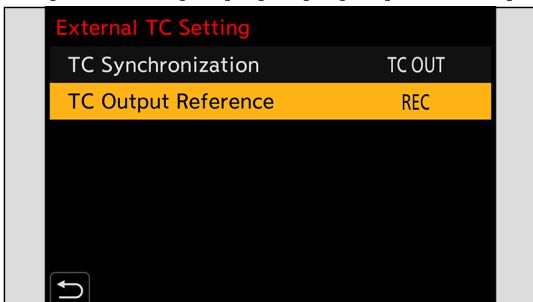 External TC Setting
TC Synchronization TC OUT
TC Output Reference REC